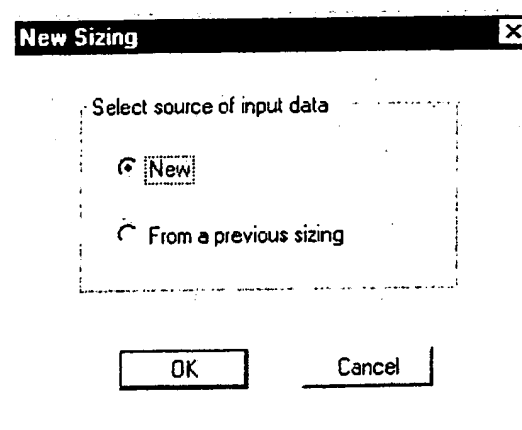 New Sizing
Select source of input data
New
From a previous sizing
OK
Cancel